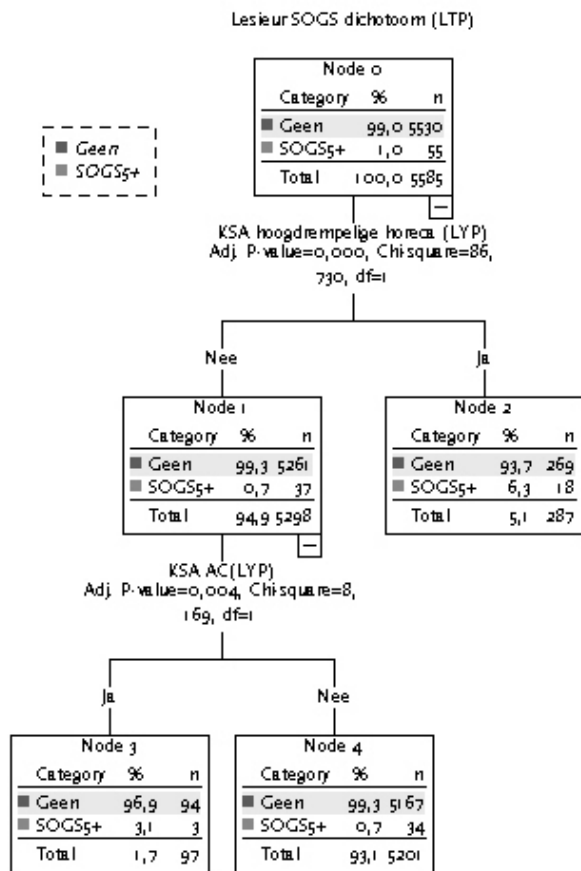 Lesieur SOGS dichotoom (LTP)
Geen
SOGS5+
Node 0
Category % n
Geen 99,0 5530
SOGS5+ 1,0 55
Total 100,0 5585
KSA hoogdrempelige horeca (LYP)
Adj. P-value=0,000, Chi-square=86,
730, df=1
Nee
Ja
Node 1
Category % n
Geen 99,3 5261
SOGS5+ 0,7 37
Total 94,9 5298
Node 2
Category % n
Geen 93,7 269
SOGS5+ 6,3 18
Total 5,1 287
KSA AC(LYP)
Adj. P-value=0,004, Chi-square=8,
169, df=1
Ja
Nee
Node 3
Category % n
Geen 96,9 94
SOGS5+ 3,1 3
Total 1,7 97
Node 4
Category % n
Geen 99,3 5167
SOGS5+ 0,7 34
Total 93,1 5201